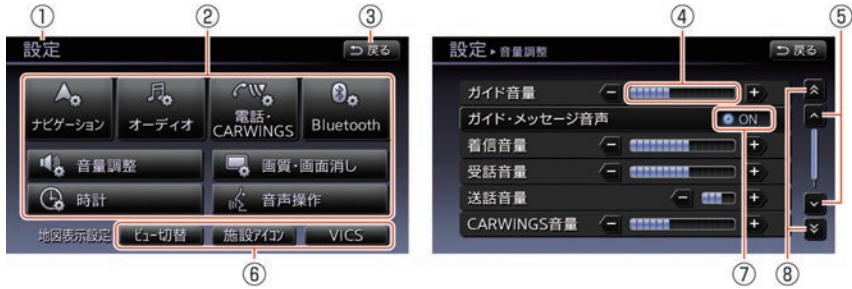 ① ② ③
設定 戻る
ナビゲーション オーディオ 電話・CARWINGS Bluetooth
音量調整 画質・画面消し
時計 音声操作
地図表示設定 ビュー切替 施設アイコン VICS
⑥
④ ⑤
設定 ▶ 音量調整 戻る
ガイド音量 − +
ガイド・メッセージ音声 ON
着信音量 − +
受話音量 − +
送話音量 − +
CARWINGS音量 − +
⑦ ⑧